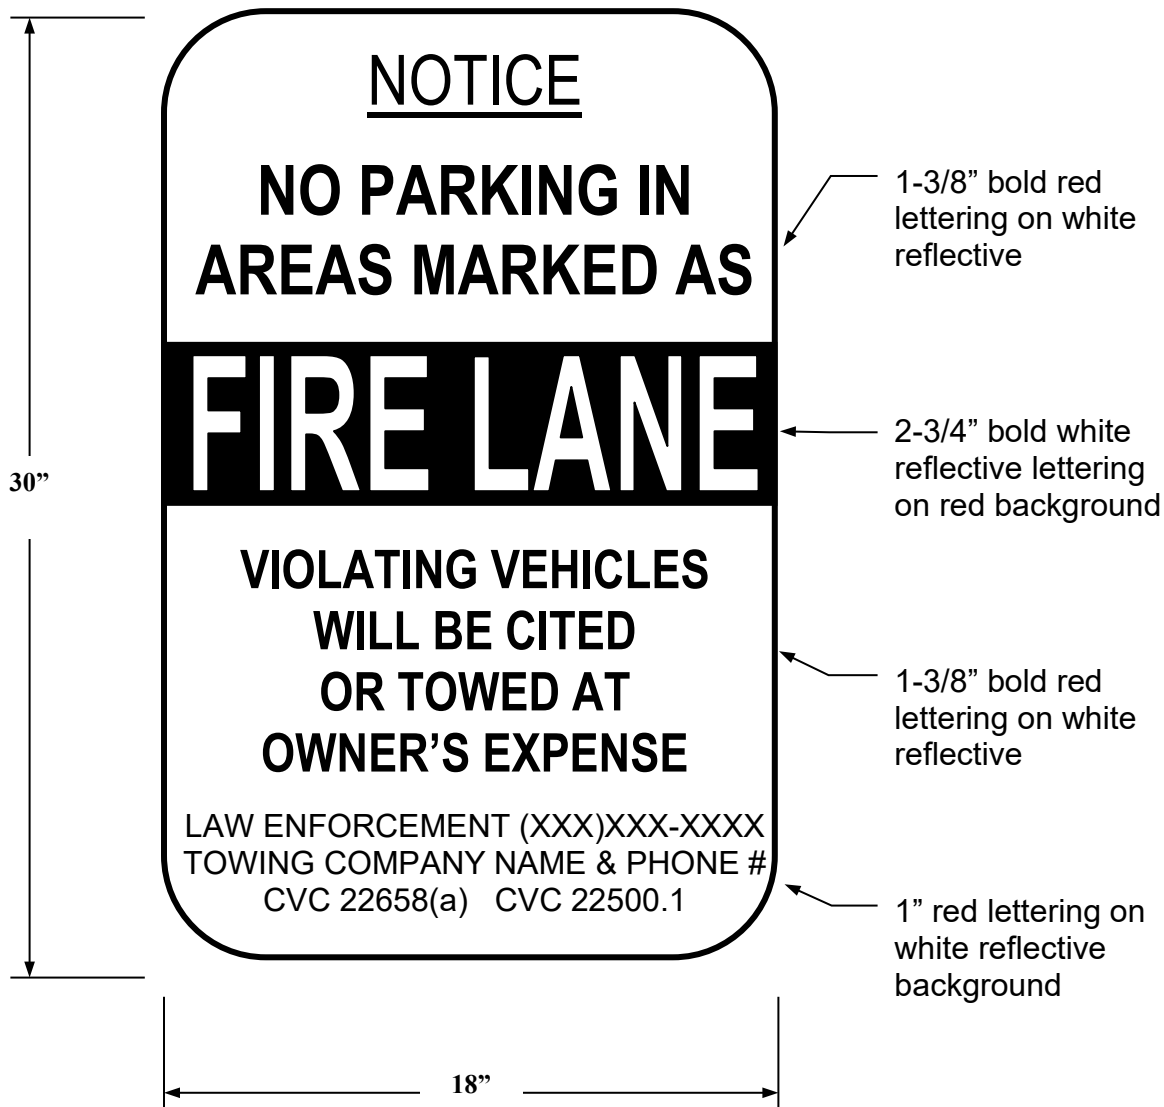 NOTICE
NO PARKING IN
AREAS MARKED AS
FIRE LANE
VIOLATING VEHICLES
WILL BE CITED
OR TOWED AT
OWNER’S EXPENSE
LAW ENFORCEMENT (XXX)XXX-XXXX
TOWING COMPANY NAME & PHONE #
CVC 22658(a) CVC 22500.1
30”
18”
1-3/8” bold red
lettering on white
reflective
2-3/4” bold white
reflective lettering
on red background
1-3/8” bold red
lettering on white
reflective
1” red lettering on
white reflective
background